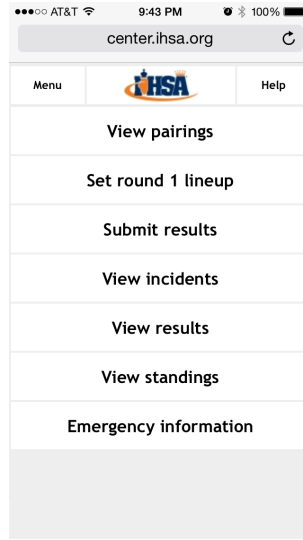 ●●●○○ AT&T 9:43 PM 100%
center.ihsa.org
Menu IHSA Help
View pairings
Set round 1 lineup
Submit results
View incidents
View results
View standings
Emergency information